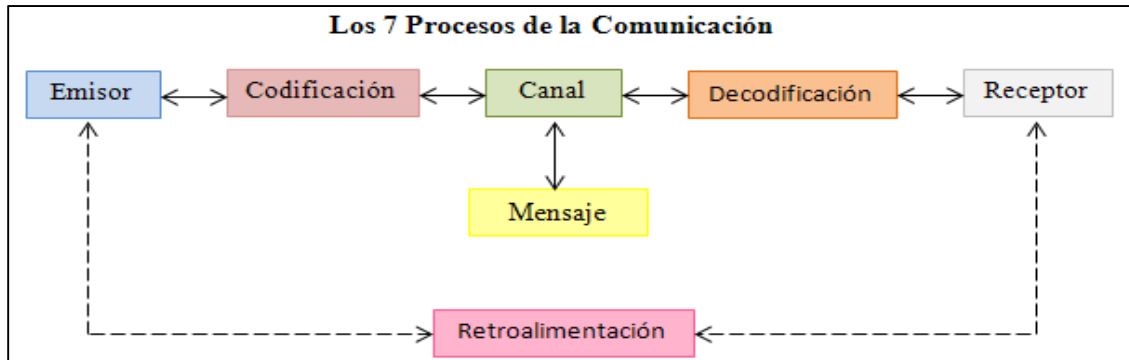 Los 7 Procesos de la Comunicación
Emisor
Codificación
Canal
Decodificación
Receptor
Mensaje
Retroalimentación